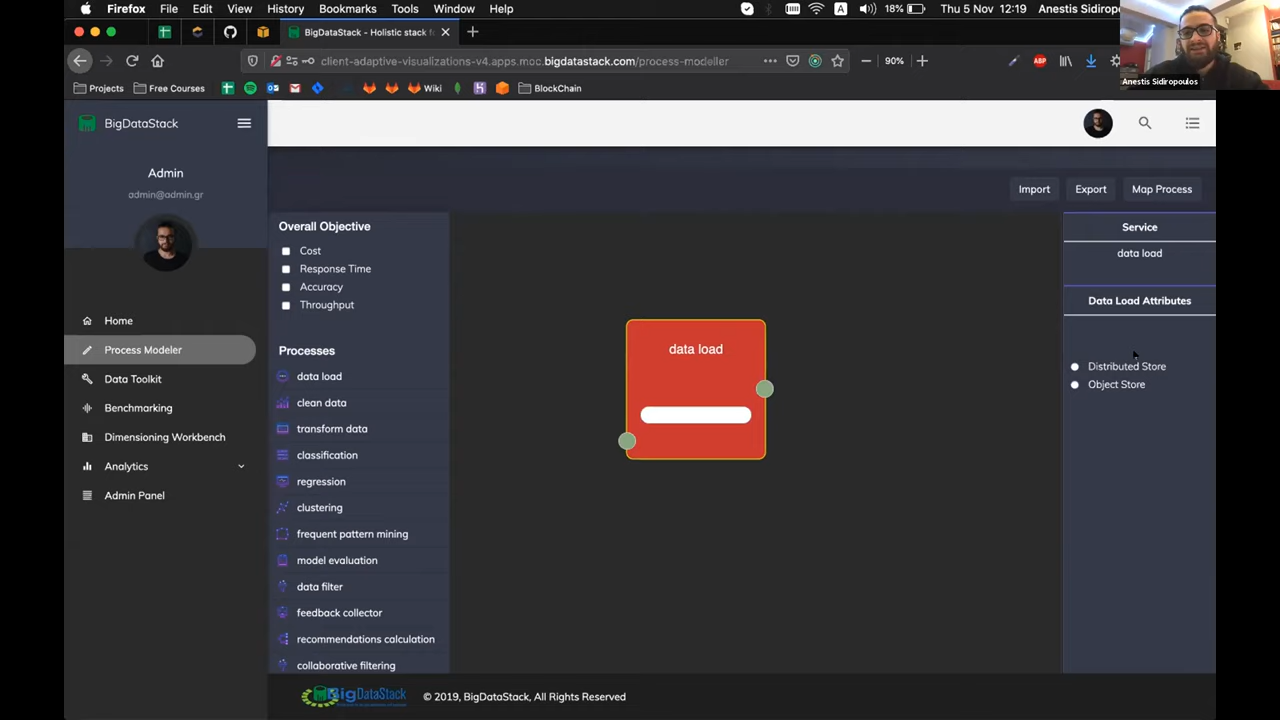 Firefox File Edit View History Bookmarks Tools Window Help A 18% Thu 5 Nov 12:19 Anestis Sidiropo
BigDataStack - Holistic stack f
client-adaptive-visualizations-v4.apps.moc.bigdatastack.com/process-modeller 90% ABP
Anestis Sidiropoulos
Projects Free Courses Wiki BlockChain
BigDataStack
Admin
admin@admin.gr
Home
Process Modeler
Data Toolkit
Benchmarking
Dimensioning Workbench
Analytics
Admin Panel
Import Export Map Process
Overall Objective
Cost
Response Time
Accuracy
Throughput
Processes
data load
clean data
transform data
classification
regression
clustering
frequent pattern mining
model evaluation
data filter
feedback collector
recommendations calculation
collaborative filtering
data load
Service
data load
Data Load Attributes
Distributed Store
Object Store
BigDataStack © 2019, BigDataStack, All Rights Reserved